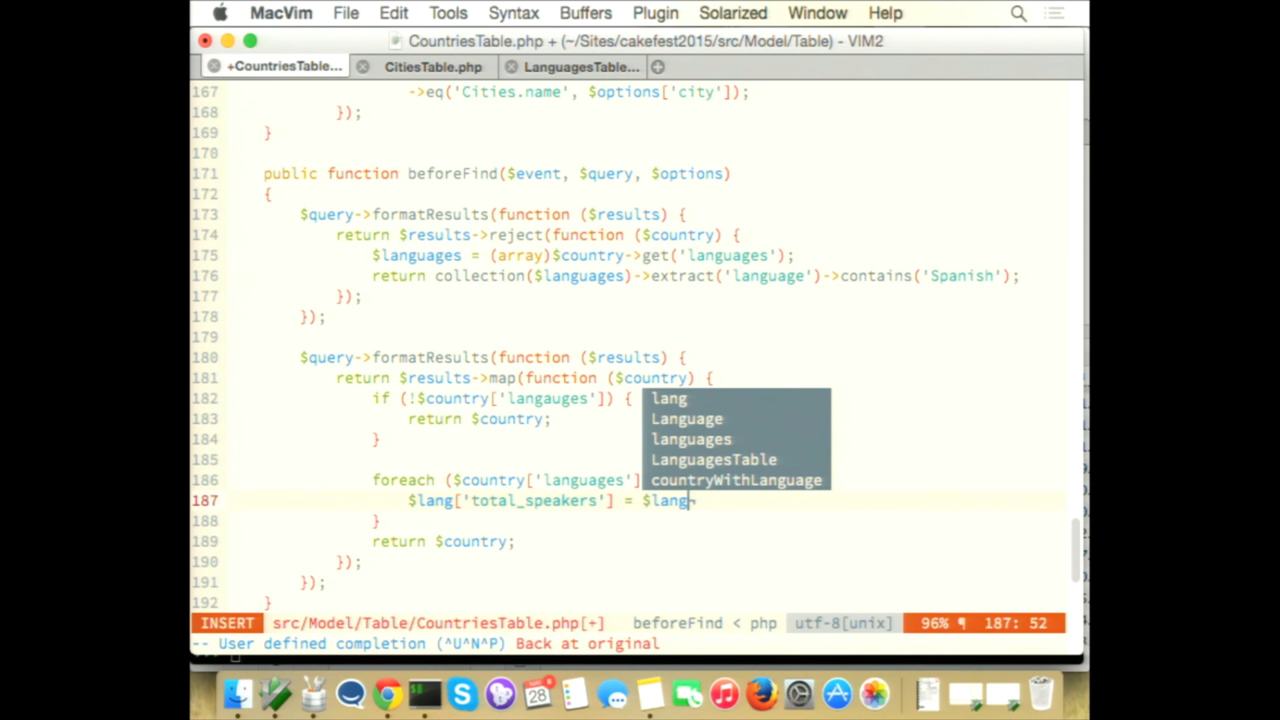 MacVim File Edit Tools Syntax Buffers Plugin Solarized Window Help
CountriesTable.php + (~/Sites/cakefest2015/src/Model/Table) - VIM2
+CountriesTable... CitiesTable.php LanguagesTable...
167 ->eq('Cities.name', $options['city']);
168 });
169 }
170
171 public function beforeFind($event, $query, $options)
172 {
173 $query->formatResults(function ($results) {
174 return $results->reject(function ($country) {
175 $languages = (array)$country->get('languages');
176 return collection($languages)->extract('language')->contains('Spanish');
177 });
178 });
179
180 $query->formatResults(function ($results) {
181 return $results->map(function ($country) {
182 if (!$country['langauges']) { lang
183 return $country; Language
184 } languages
185 LanguagesTable
186 foreach ($country['languages'] countryWithLanguage
187 $lang['total_speakers'] = $lang¬
188 }
189 return $country;
190 });
191 });
192 }
INSERT src/Model/Table/CountriesTable.php[+] beforeFind < php utf-8[unix] 96% ¶ 187: 52
-- User defined completion (^U^N^P) Back at original
28